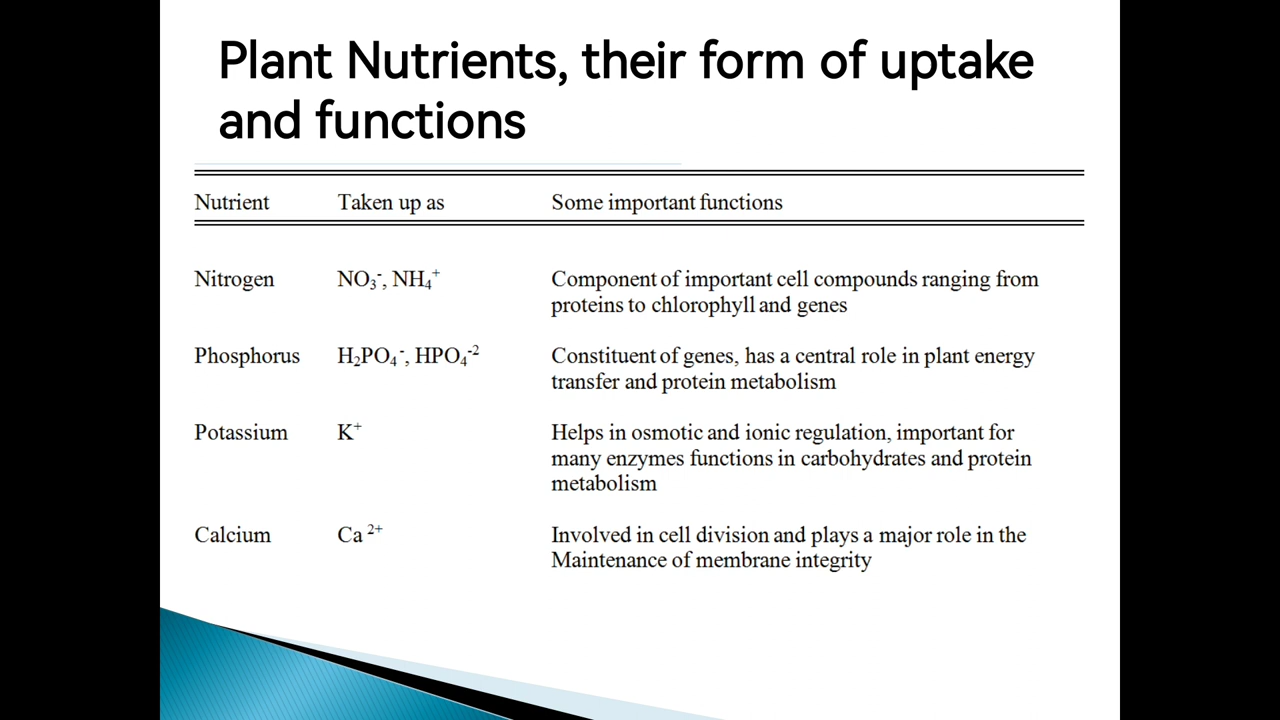 Plant Nutrients, their form of uptake
and functions
Nutrient Taken up as Some important functions
Nitrogen NO₃⁻, NH₄⁺ Component of important cell compounds ranging from
proteins to chlorophyll and genes
Phosphorus H₂PO₄⁻, HPO₄⁻² Constituent of genes, has a central role in plant energy
transfer and protein metabolism
Potassium K⁺ Helps in osmotic and ionic regulation, important for
many enzymes functions in carbohydrates and protein
metabolism
Calcium Ca ²⁺ Involved in cell division and plays a major role in the
Maintenance of membrane integrity